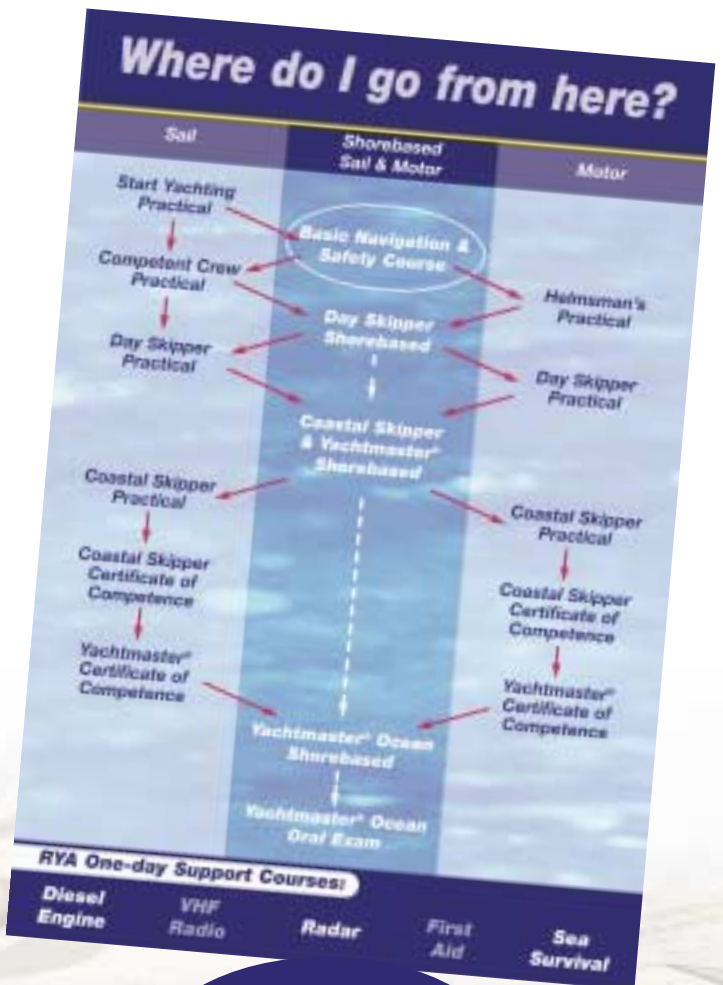 Where do I go from here?
Sail
Shorebased
Sail & Motor
Motor
Start Yachting
Practical
Basic Navigation &
Safety Course
Competent Crew
Practical
Helmsman's
Practical
Day Skipper
Shorebased
Day Skipper
Practical
Day Skipper
Practical
Coastal Skipper
& Yachtmaster®
Shorebased
Coastal Skipper
Practical
Coastal Skipper
Practical
Coastal Skipper
Certificate of
Competence
Coastal Skipper
Certificate of
Competence
Yachtmaster®
Certificate of
Competence
Yachtmaster®
Certificate of
Competence
Yachtmaster® Ocean
Shorebased
Yachtmaster® Ocean
Oral Exam
RYA One-day Support Courses:
Diesel
Engine
VHF
Radio
Radar
First
Aid
Sea
Survival